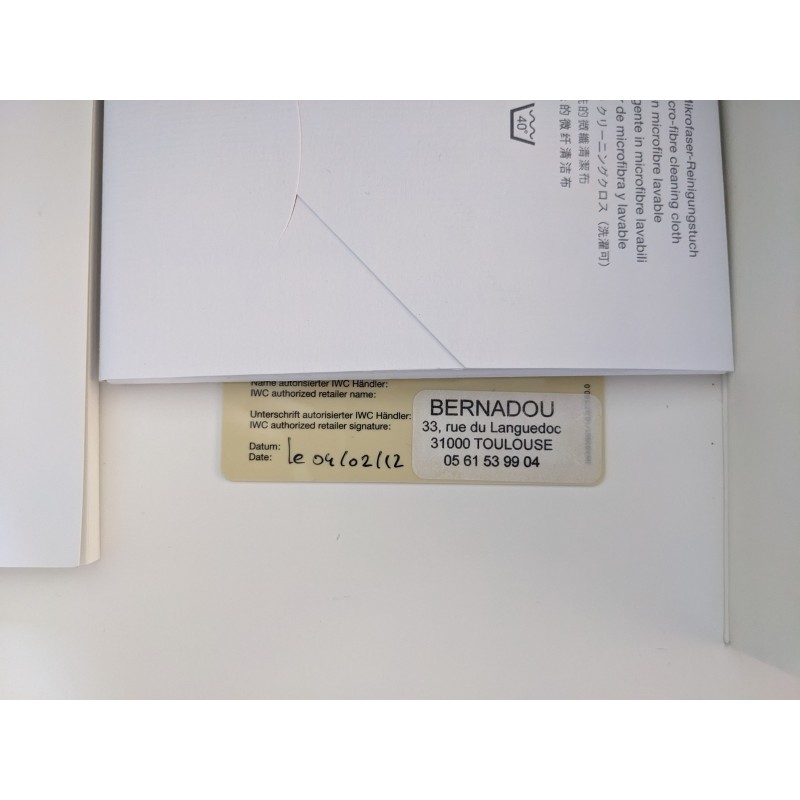 Mikrofaser-Reinigungstuch
cro-fibre cleaning cloth
n microfibre lavable
gente in microfibre lavabili
r de microfibra y lavable
クリーニングクロス (洗濯可)
的微纖清潔布
的微纤清洁布
40°
Name autorisierter IWC Händler:
IWC authorized retailer name:
Unterschrift autorisierter IWC Händler:
IWC authorized retailer signature:
Datum:
Date: le 04/02/12
BERNADOU
33, rue du Languedoc
31000 TOULOUSE
05 61 53 99 04